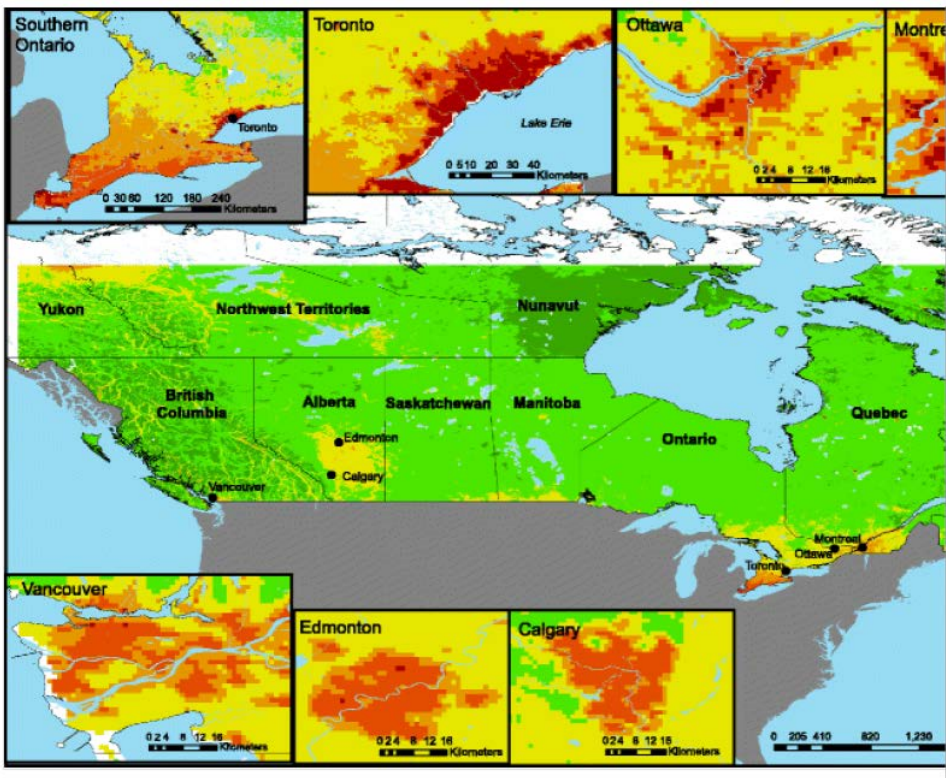 Southern
Ontario
Toronto
0 30 60 120 180 240
Kilometers
Toronto
Lake Erie
0 5 10 20 30 40
Kilometers
Ottawa
0 2 4 8 12 16
Kilometers
Montre
Yukon
Northwest Territories
Nunavut
British
Columbia
Alberta
Saskatchewan
Manitoba
Ontario
Quebec
Edmonton
Calgary
Vancouver
Montreal
Ottawa
Toronto
Vancouver
0 2 4 8 12 16
Kilometers
Edmonton
0 2 4 8 12 16
Kilometers
Calgary
0 2 4 8 12 16
Kilometers
0 205 410 820 1,230